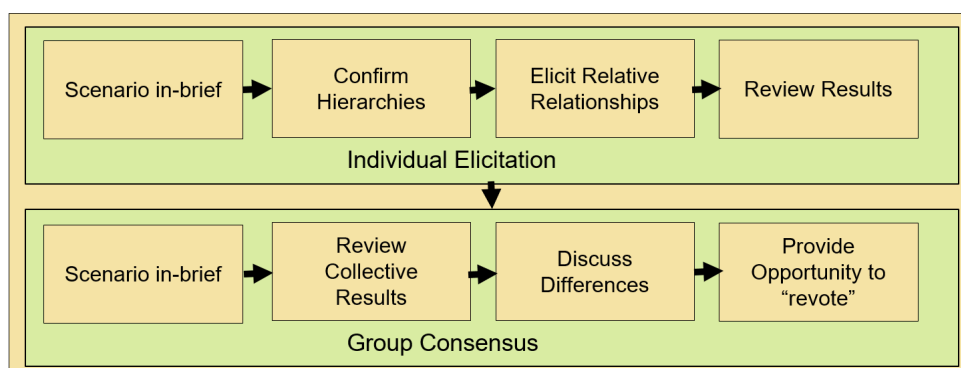 Scenario in-brief
Confirm
Hierarchies
Elicit Relative
Relationships
Review Results
Individual Elicitation
Scenario in-brief
Review
Collective
Results
Discuss
Differences
Provide
Opportunity to
“revote”
Group Consensus